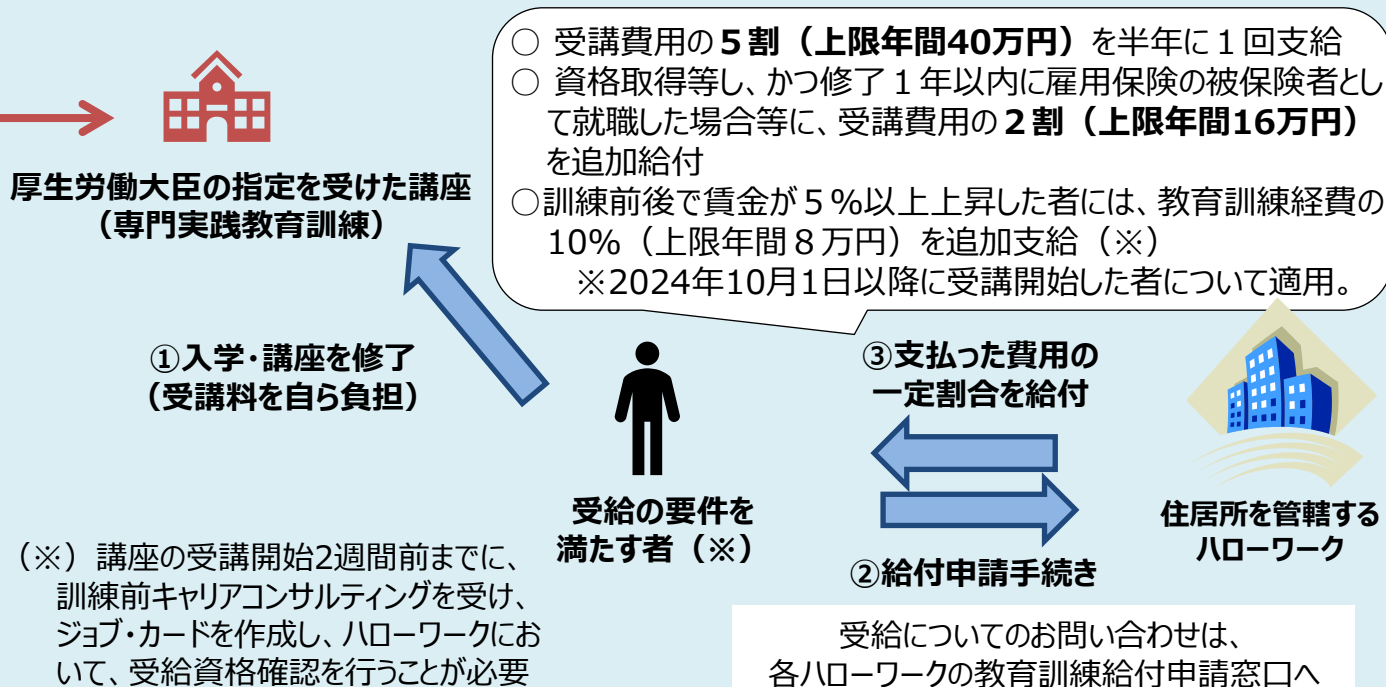 ○ 受講費用の５割（上限年間40万円）を半年に１回支給
○ 資格取得等し、かつ修了１年以内に雇用保険の被保険者とし
て就職した場合等に、受講費用の２割（上限年間16万円）
を追加給付
○訓練前後で賃金が５%以上上昇した者には、教育訓練経費の
10%（上限年間８万円）を追加支給（※）
※2024年10月1日以降に受講開始した者について適用。
厚生労働大臣の指定を受けた講座
（専門実践教育訓練）
①入学・講座を修了
（受講料を自ら負担）
③支払った費用の
一定割合を給付
受給の要件を
満たす者（※）
②給付申請手続き
住居所を管轄する
ハローワーク
（※）講座の受講開始2週間前までに、
訓練前キャリアコンサルティングを受け、
ジョブ・カードを作成し、ハローワークにお
いて、受給資格確認を行うことが必要
受給についてのお問い合わせは、
各ハローワークの教育訓練給付申請窓口へ